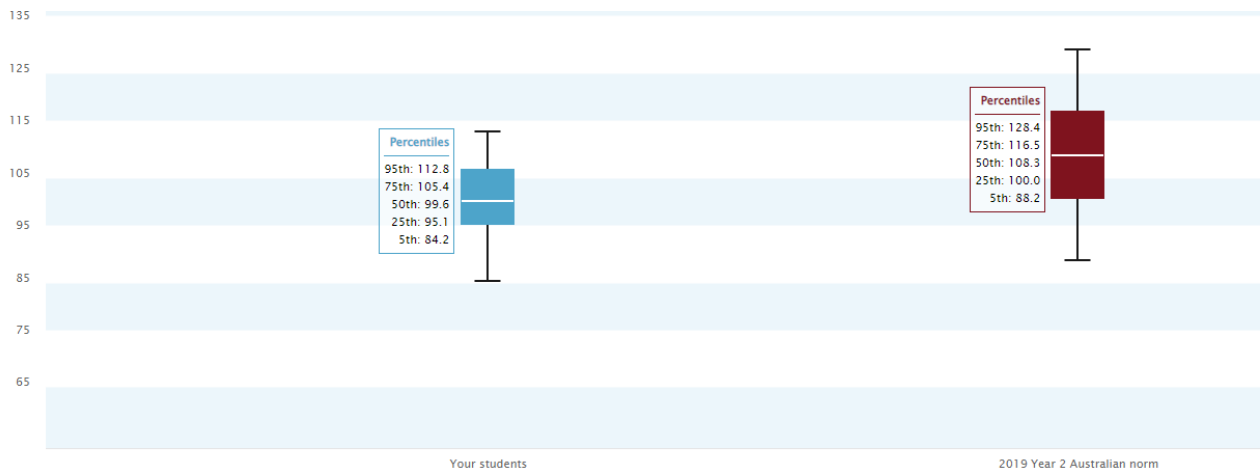 135
125
115
105
95
85
75
65
Percentiles
95th: 112.8
75th: 105.4
50th: 99.6
25th: 95.1
5th: 84.2
Percentiles
95th: 128.4
75th: 116.5
50th: 108.3
25th: 100.0
5th: 88.2
Your students
2019 Year 2 Australian norm